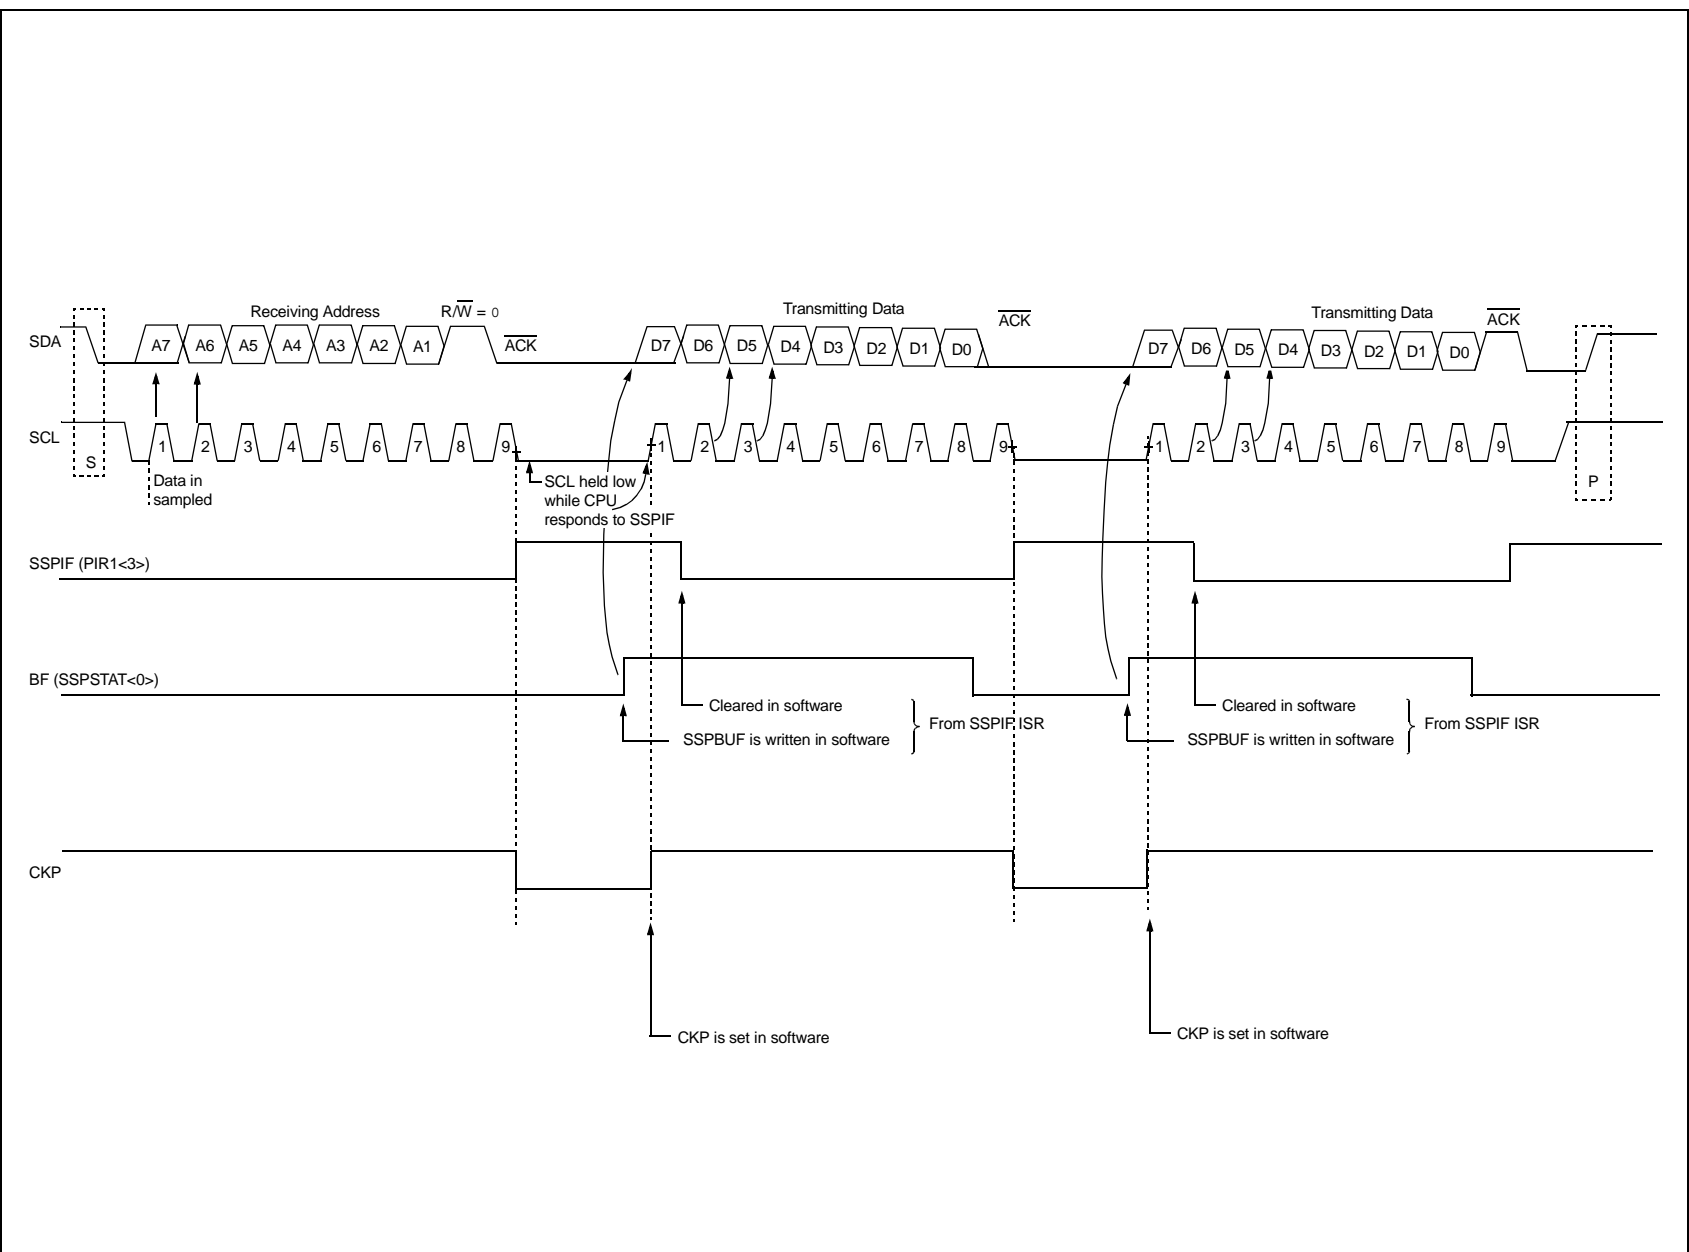 Receiving Address
R/W̅ = 0
Transmitting Data
A̅C̅K̅
Transmitting Data
A̅C̅K̅
SDA
A7 A6 A5 A4 A3 A2 A1
A̅C̅K̅
D7 D6 D5 D4 D3 D2 D1 D0
D7 D6 D5 D4 D3 D2 D1 D0
SCL
S
1 2 3 4 5 6 7 8 9
1 2 3 4 5 6 7 8 9
1 2 3 4 5 6 7 8 9
P
Data in
sampled
SCL held low
while CPU
responds to SSPIF
SSPIF (PIR1<3>)
BF (SSPSTAT<0>)
Cleared in software
SSPBUF is written in software
From SSPIF ISR
Cleared in software
SSPBUF is written in software
From SSPIF ISR
CKP
CKP is set in software
CKP is set in software